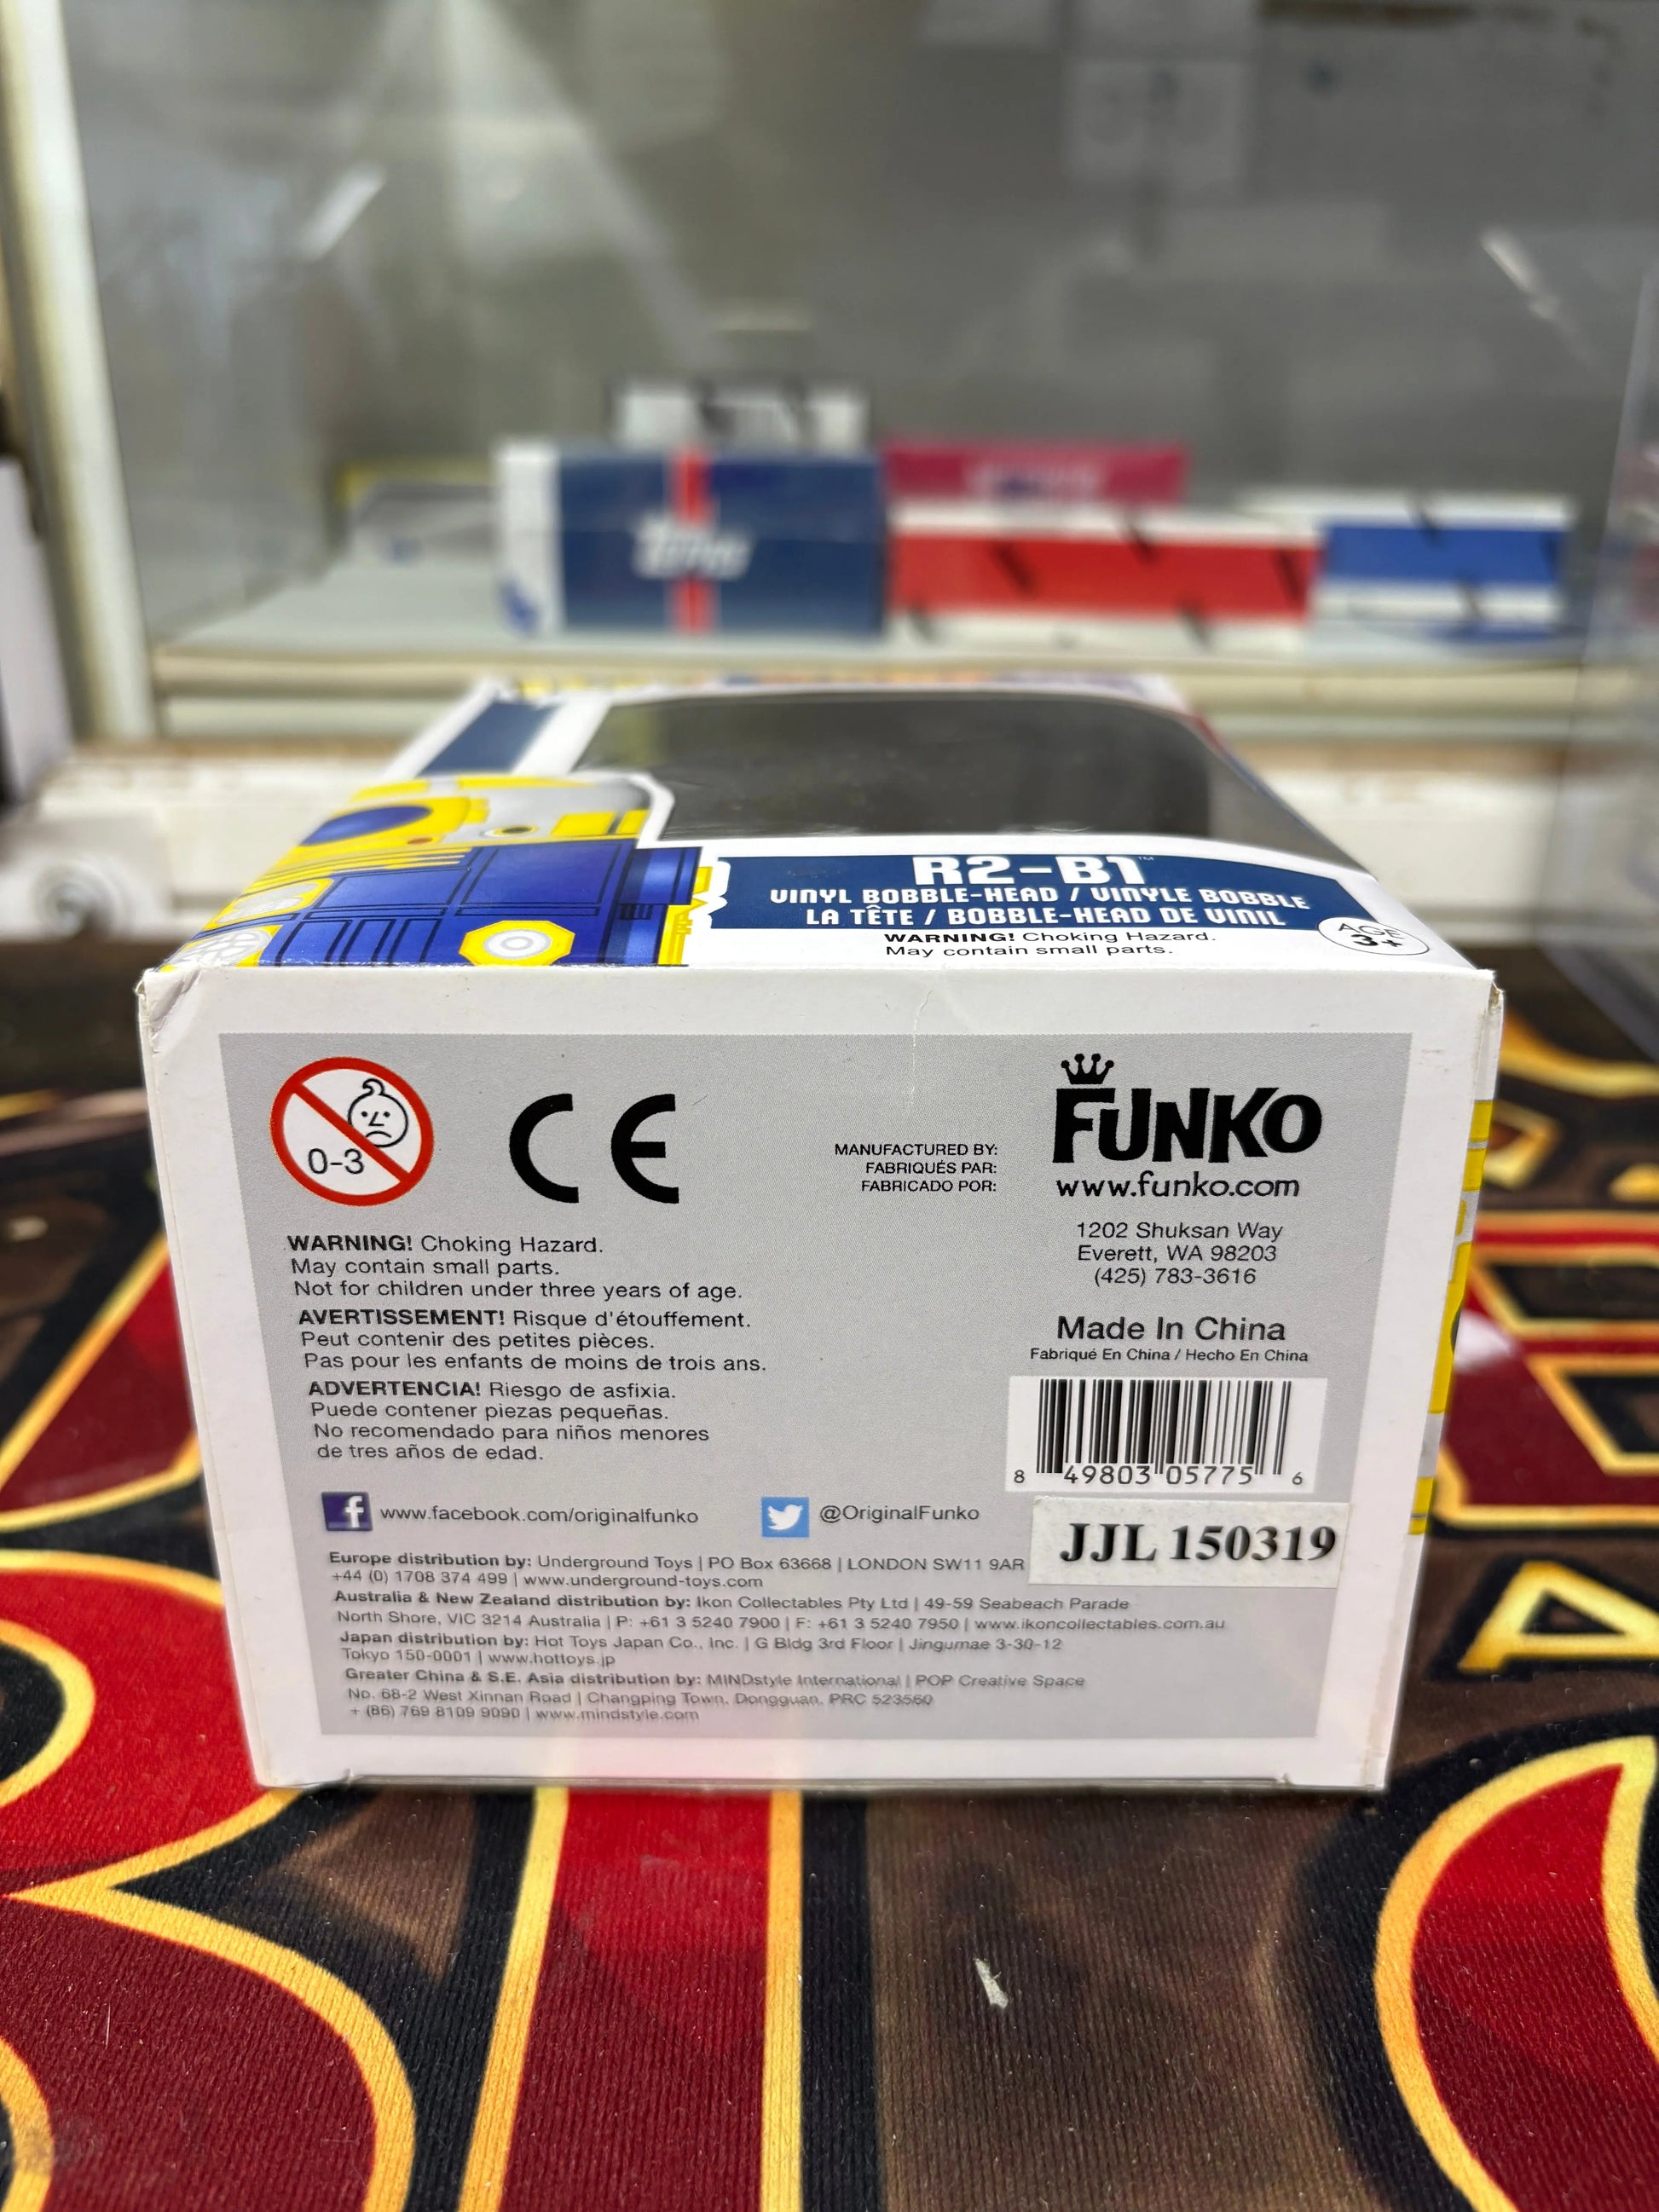 Topps
R2-B1™
VINYL BOBBLE-HEAD / VINYLE BOBBLE
LA TÊTE / BOBBLE-HEAD DE VINIL
WARNING! Choking Hazard.
May contain small parts.
AGE
3+
0-3
CE
MANUFACTURED BY:
FABRIQUÉS PAR:
FABRICADO POR:
FUNKO
www.funko.com
1202 Shuksan Way
Everett, WA 98203
(425) 783-3616
WARNING! Choking Hazard.
May contain small parts.
Not for children under three years of age.
AVERTISSEMENT! Risque d'étouffement.
Peut contenir des petites pièces.
Pas pour les enfants de moins de trois ans.
ADVERTENCIA! Riesgo de asfixia.
Puede contener piezas pequeñas.
No recomendado para niños menores
de tres años de edad.
Made In China
Fabriqué En China / Hecho En China
8 49803 05775 6
f www.facebook.com/originalfunko
@OriginalFunko
JJL 150319
Europe distribution by: Underground Toys | PO Box 63668 | LONDON SW11 9AR
+44 (0) 1708 374 499 | www.underground-toys.com
Australia & New Zealand distribution by: Ikon Collectables Pty Ltd | 49-59 Seabeach Parade
North Shore, VIC 3214 Australia | P: +61 3 5240 7900 | F: +61 3 5240 7950 | www.ikoncollectables.com.au
Japan distribution by: Hot Toys Japan Co., Inc. | G Bldg 3rd Floor | Jingumae 3-30-12
Tokyo 150-0001 | www.hottoys.jp
Greater China & S.E. Asia distribution by: MINDstyle International | POP Creative Space
No. 68-2 West Xinnan Road | Changping Town, Dongguan, PRC 523560
+ (86) 769 8109 9090 | www.mindstyle.com